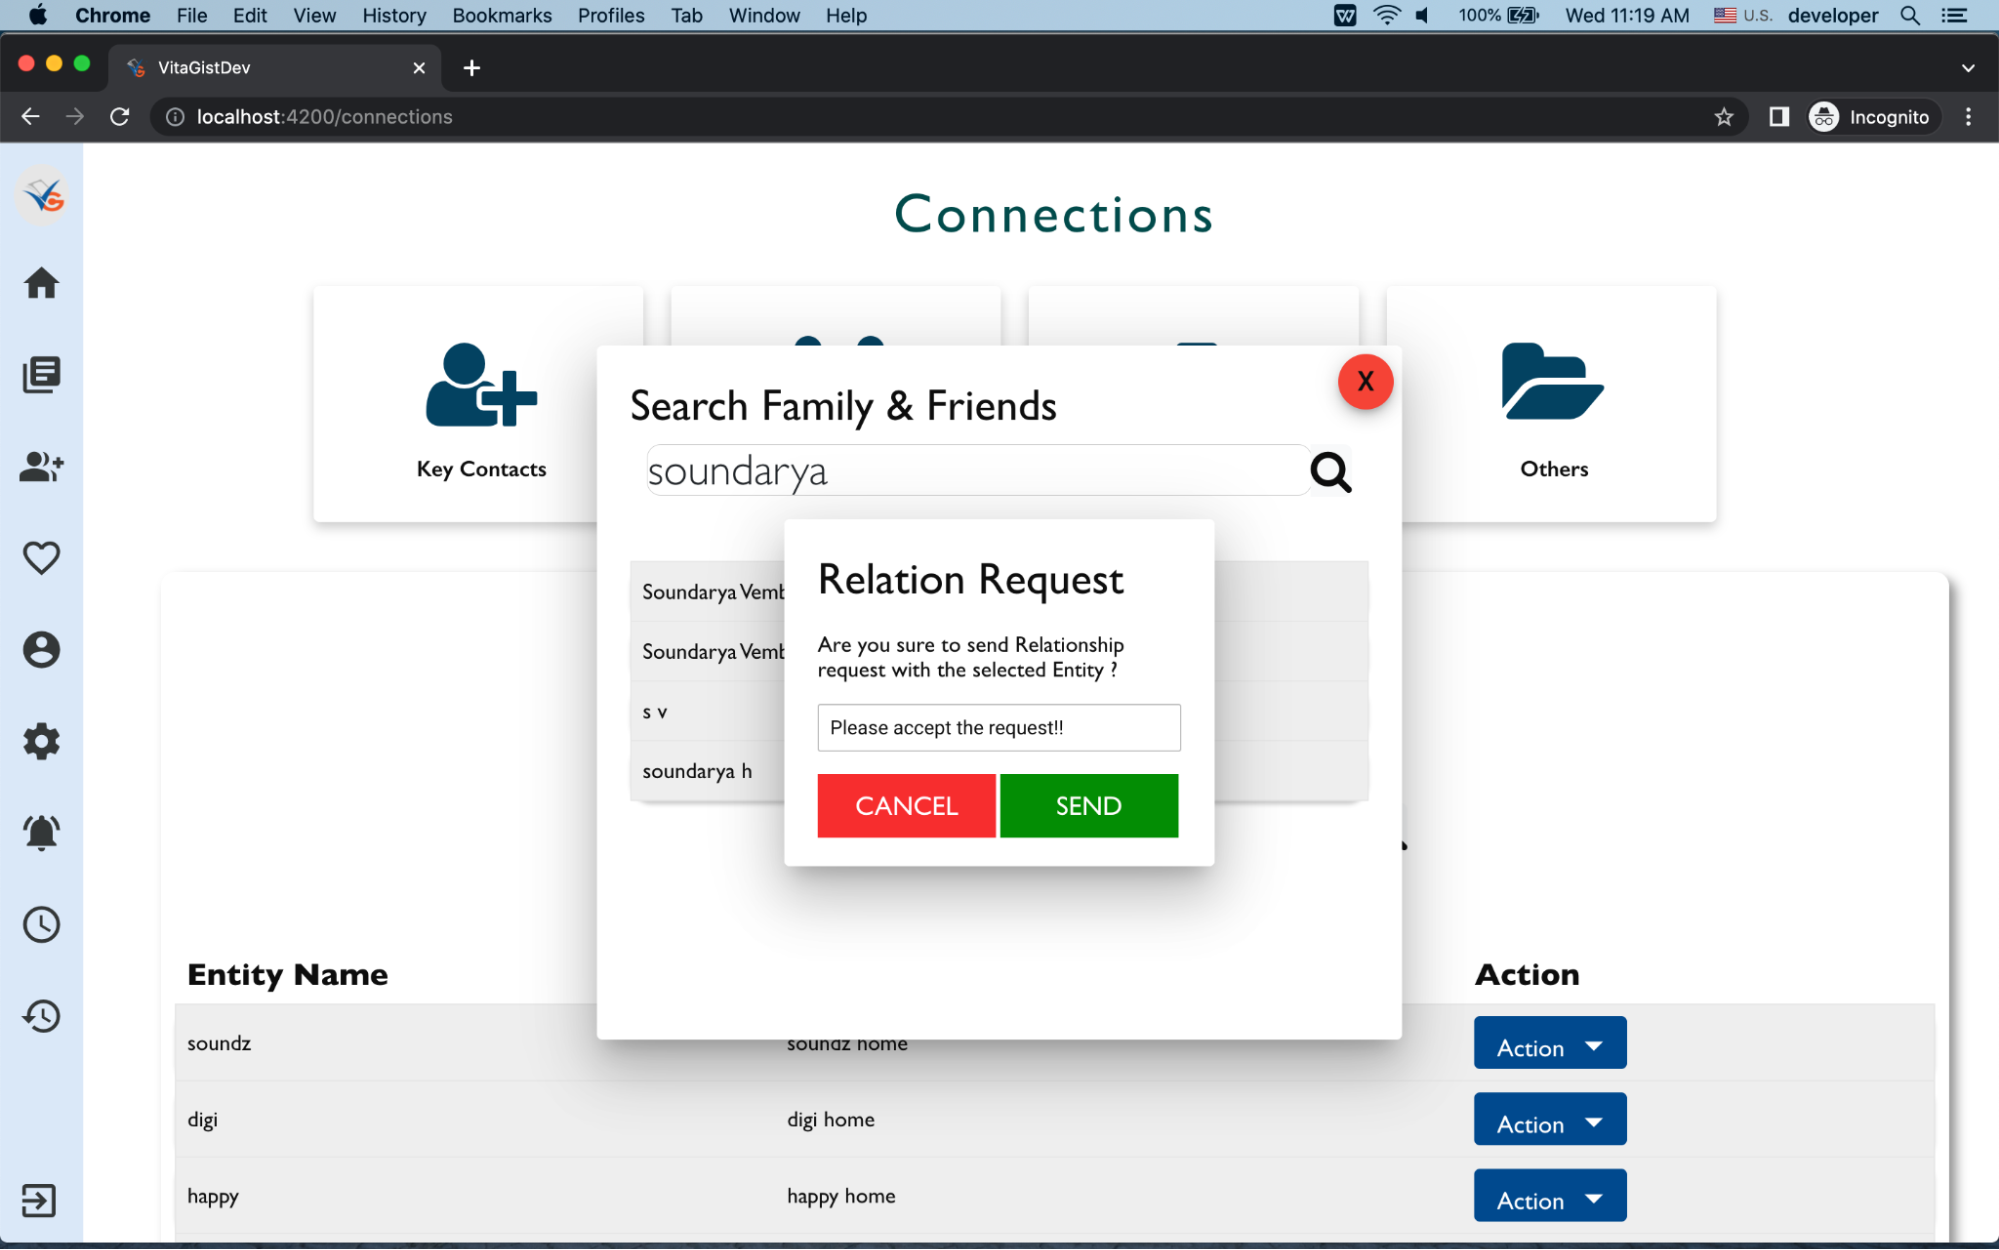 Chrome File Edit View History Bookmarks Profiles Tab Window Help 100% Wed 11:19 AM U.S. developer
VitaGistDev
localhost:4200/connections Incognito
Connections
Key Contacts
Others
Search Family & Friends
X
soundarya
Soundarya
Soundarya
s v
soundarya h
Relation Request
Are you sure to send Relationship
request with the selected Entity ?
Please accept the request!!
CANCEL SEND
Entity Name Action
soundz soundz home Action
digi digi home Action
happy happy home Action